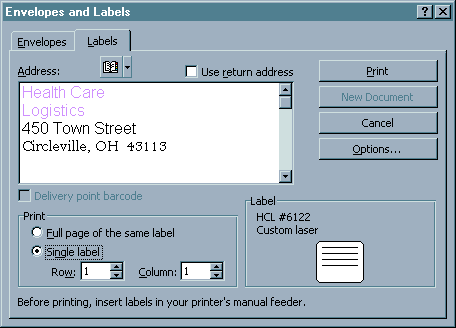 Envelopes and Labels
Envelopes
Labels
Address:
Use return address
Health Care
Logistics
450 Town Street
Circleville, OH 43113
Print
New Document
Cancel
Options...
Delivery point barcode
Print
Full page of the same label
Single label
Row: 1 Column: 1
Label
HCL #6122
Custom laser
Before printing, insert labels in your printer's manual feeder.